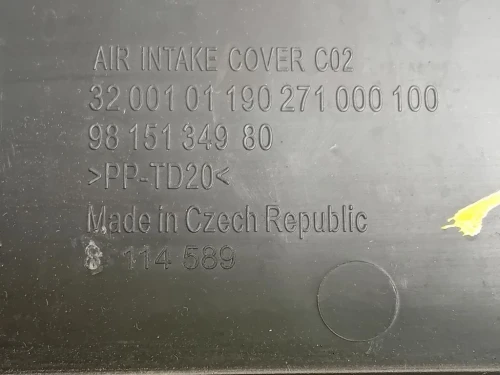 AIR INTAKE COVER C02
32 001 01 190 271 000 100
98 151 349 80
>PP-TD20<
Made in Czech Republic
114 589